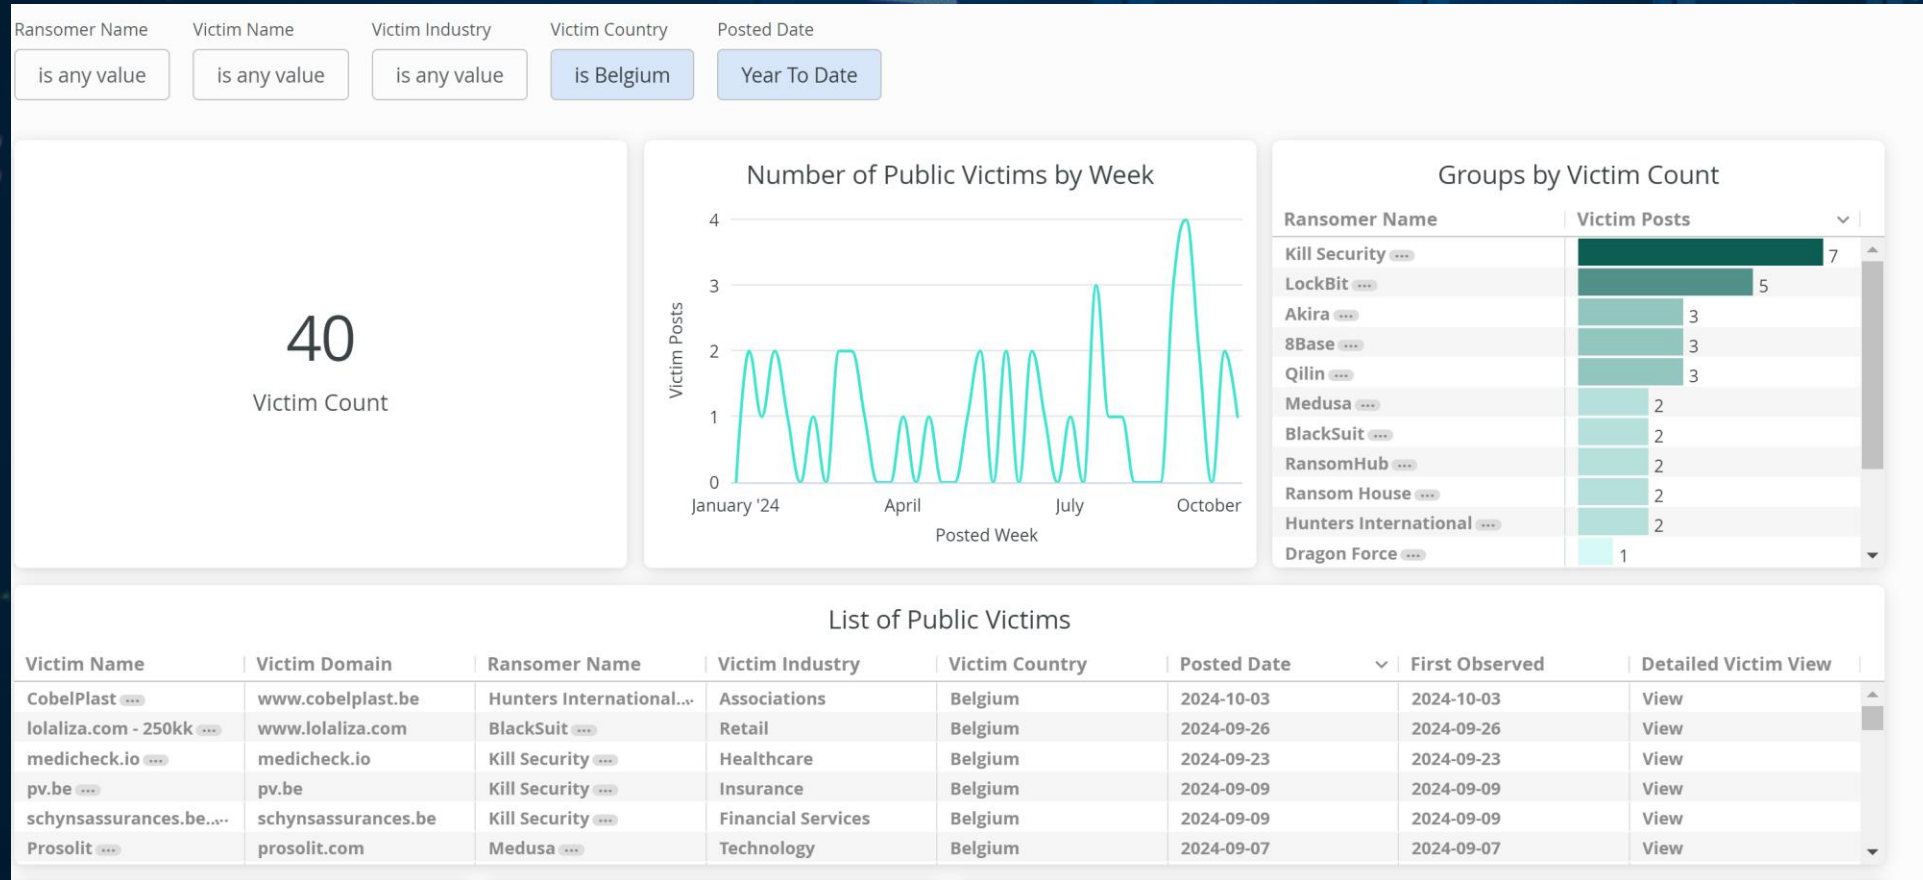 Ransomer Name Victim Name Victim Industry Victim Country Posted Date
is any value is any value is any value is Belgium Year To Date
40
Victim Count
Number of Public Victims by Week
4
3
2
1
0
Victim Posts
January '24 April July October
Posted Week
Groups by Victim Count
Ransomer Name Victim Posts
Kill Security 7
LockBit 5
Akira 3
8Base 3
Qilin 3
Medusa 2
BlackSuit 2
RansomHub 2
Ransom House 2
Hunters International 2
Dragon Force 1
List of Public Victims
Victim Name Victim Domain Ransomer Name Victim Industry Victim Country Posted Date First Observed Detailed Victim View
CobelPlast www.cobelplast.be Hunters International... Associations Belgium 2024-10-03 2024-10-03 View
lolaliza.com - 250kk www.lolaliza.com BlackSuit Retail Belgium 2024-09-26 2024-09-26 View
medicheck.io medicheck.io Kill Security Healthcare Belgium 2024-09-23 2024-09-23 View
pv.be pv.be Kill Security Insurance Belgium 2024-09-09 2024-09-09 View
schynsassurances.be... schynsassurances.be Kill Security Financial Services Belgium 2024-09-09 2024-09-09 View
Prosolit prosolit.com Medusa Technology Belgium 2024-09-07 2024-09-07 View